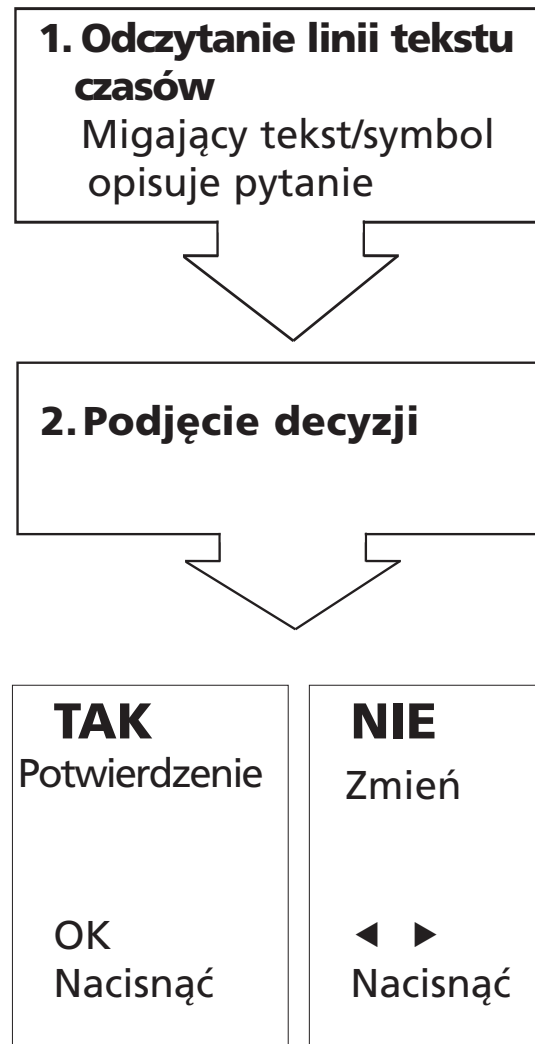 1. Odczytanie linii tekstu
czasów
Migający tekst/symbol
opisuje pytanie
2. Podjęcie decyzji
TAK
Potwierdzenie
OK
Nacisnąć
NIE
Zmień
◀ ▶
Nacisnąć